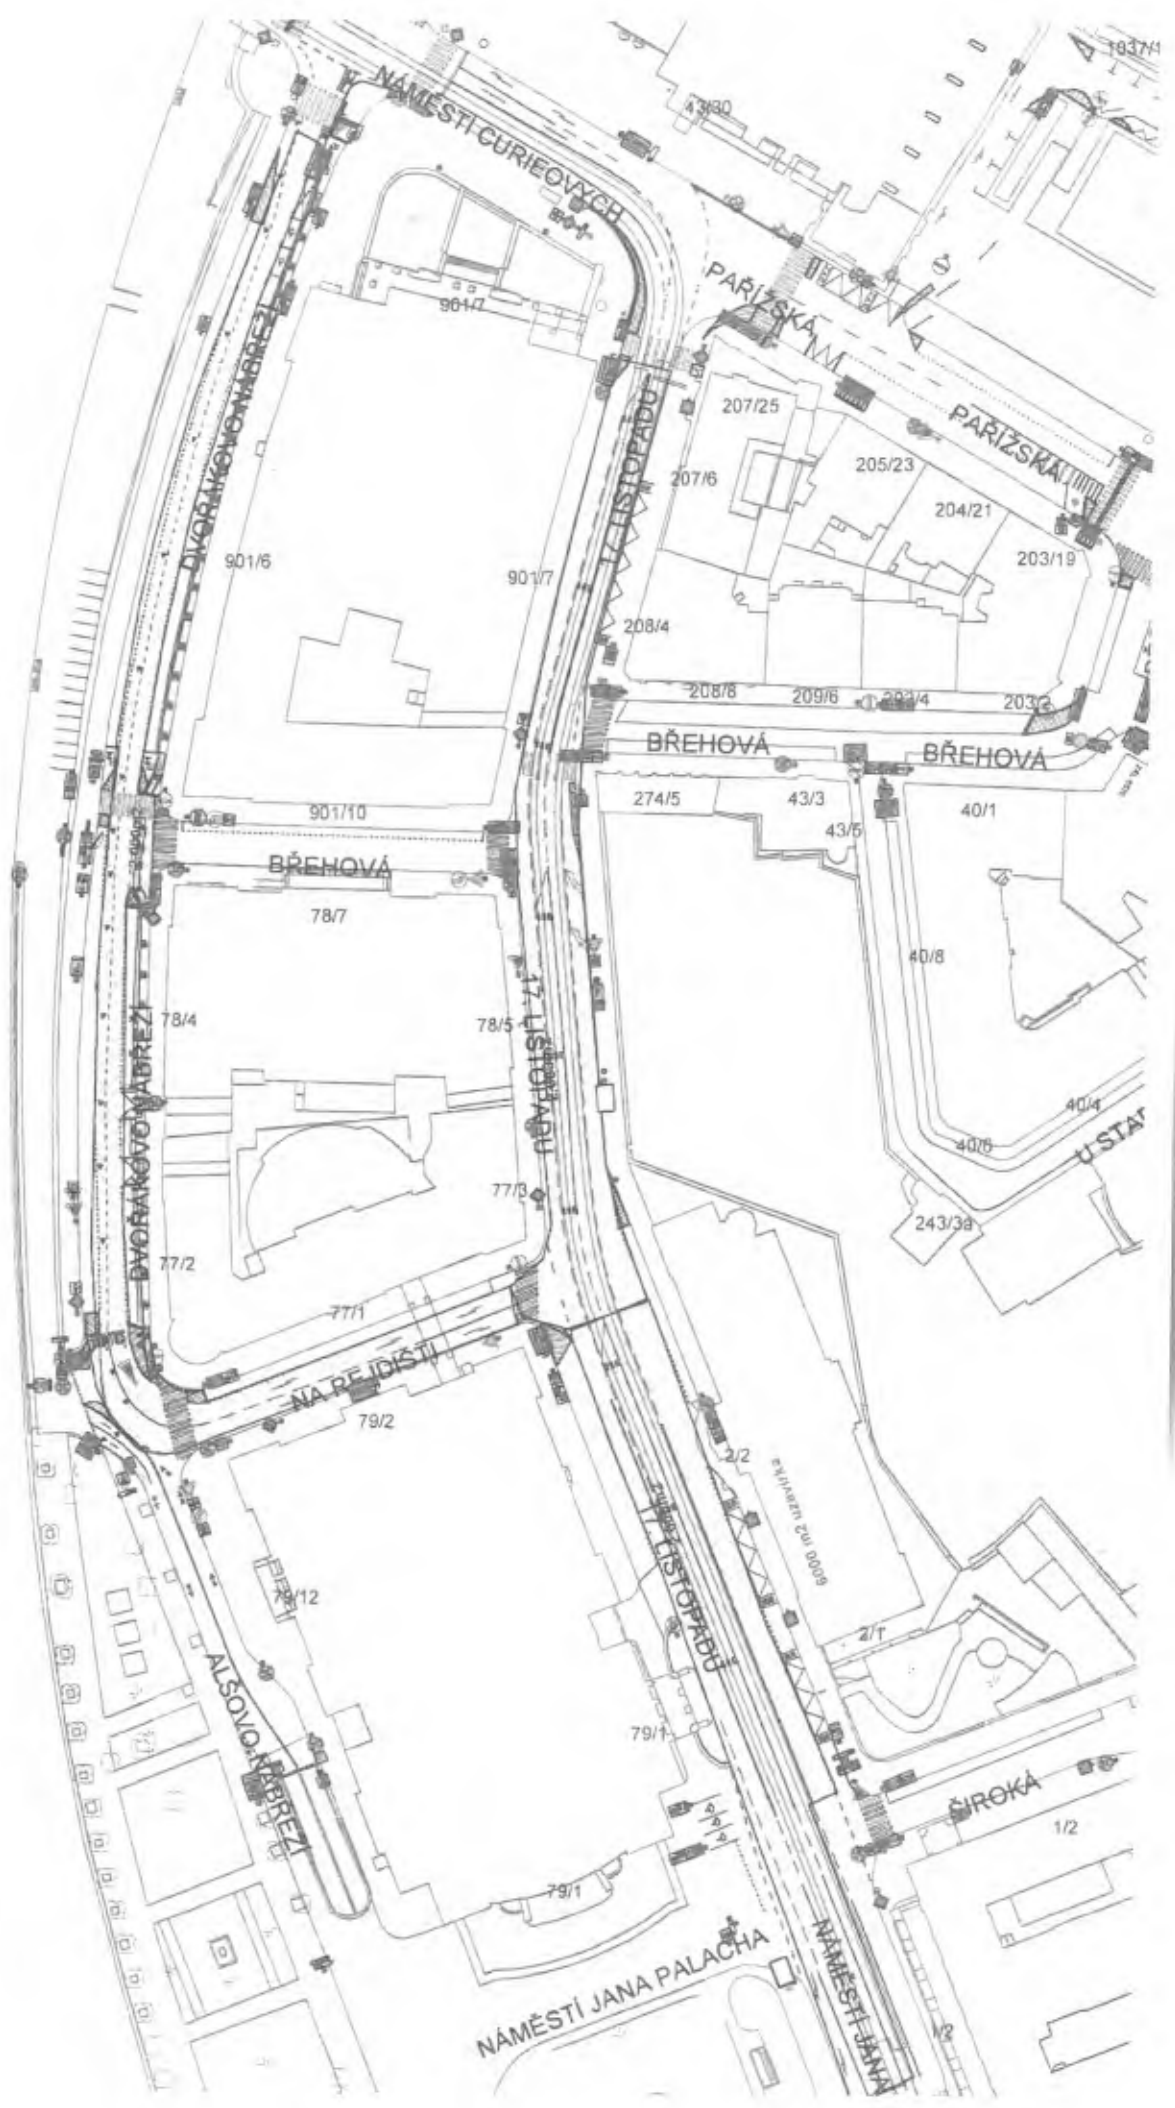 1037/1
NÁMĚSTÍ CURIEOVÝCH
43/30
PAŘÍŽSKÁ
901/7
DVOŘÁKOVO NÁBŘEŽÍ
17. LISTOPADU
207/25
PAŘÍŽSKÁ
207/6
205/23
204/21
203/19
901/6
901/7
208/4
208/8
209/6
203/2
BŘEHOVÁ
BŘEHOVÁ
901/10
274/5
43/3
43/5
40/1
BŘEHOVÁ
78/7
40/8
78/4
78/5
17. LISTOPADU
DVOŘÁKOVO NÁBŘEŽÍ
40/4
40/6
U STAR
77/3
243/3a
77/2
77/1
NA REJDIŠTI
79/2
2/2
6000 m2 uzavírka
17. LISTOPADU
79/12
2/1
ALŠOVO NÁBŘEŽÍ
79/1
ŠIROKÁ
1/2
79/1
NÁMĚSTÍ JANA PALACHA
NÁMĚSTÍ JANA
1/2